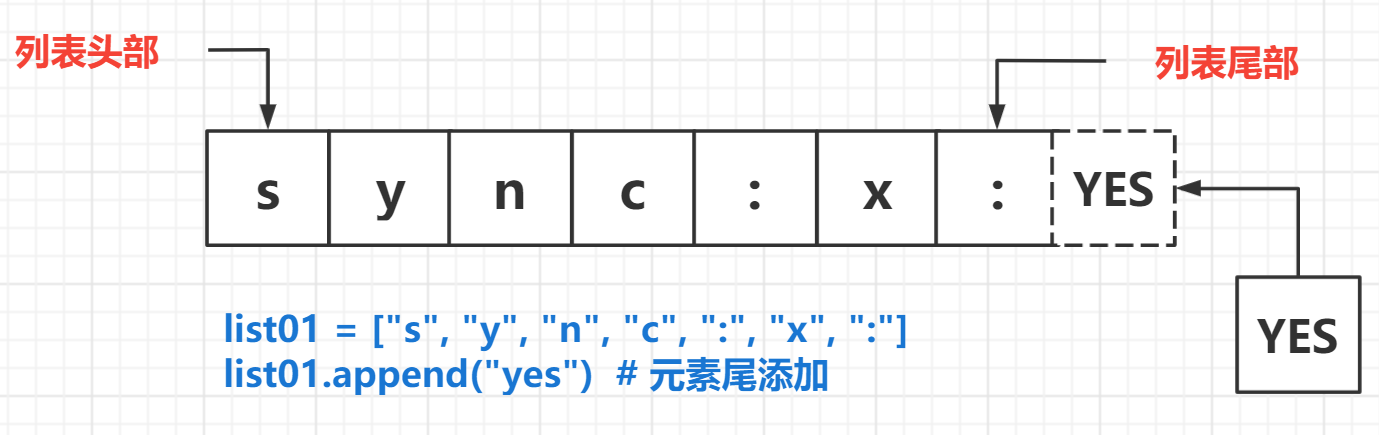 列表头部
列表尾部
s y n c : x : YES
YES
list01 = ["s", "y", "n", "c", ":", "x", ":"]
list01.append("yes")  # 元素尾添加